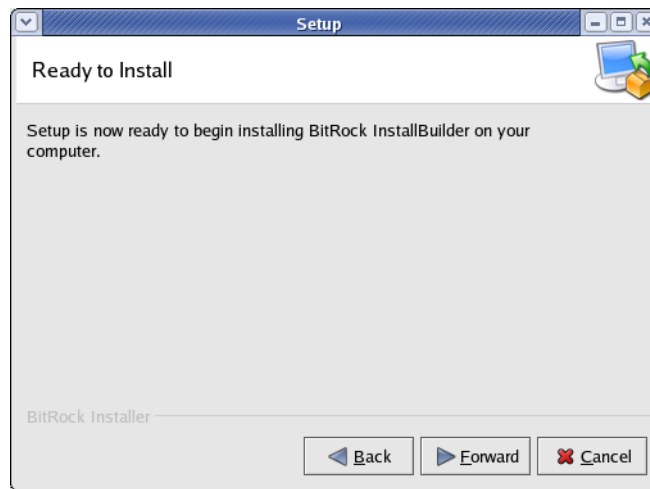 Setup
Ready to Install
Setup is now ready to begin installing BitRock InstallBuilder on your
computer.
BitRock Installer
Back
Forward
Cancel